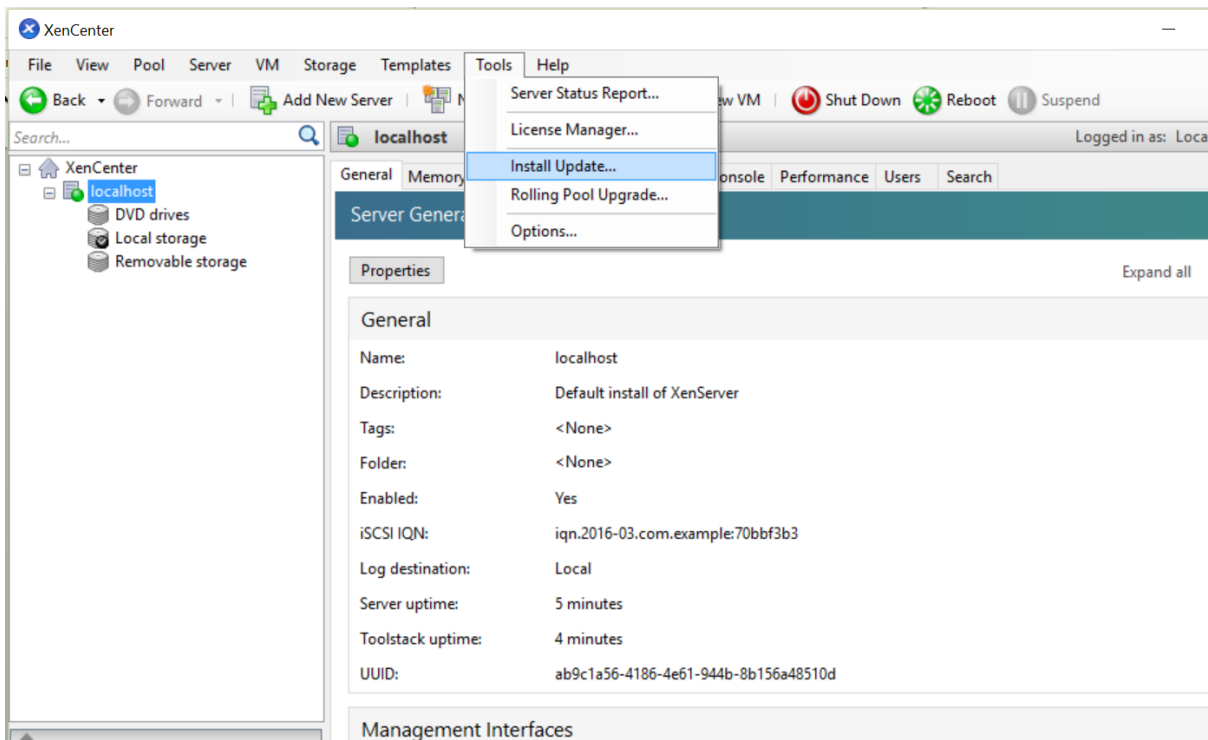 XenCenter
File View Pool Server VM Storage Templates Tools Help
Back Forward Add New Server VM Shut Down Reboot Suspend
Server Status Report...
License Manager...
Install Update...
Rolling Pool Upgrade...
Options...
Search...
localhost Logged in as:
XenCenter
localhost
DVD drives
Local storage
Removable storage
General Memory Performance Users Search
Server
Properties Expand all
General
Name: localhost
Description: Default install of XenServer
Tags: <None>
Folder: <None>
Enabled: Yes
iSCSI IQN: iqn.2016-03.com.example:70bbf3b3
Log destination: Local
Server uptime: 5 minutes
Toolstack uptime: 4 minutes
UUID: ab9c1a56-4186-4e61-944b-8b156a48510d
Management Interfaces